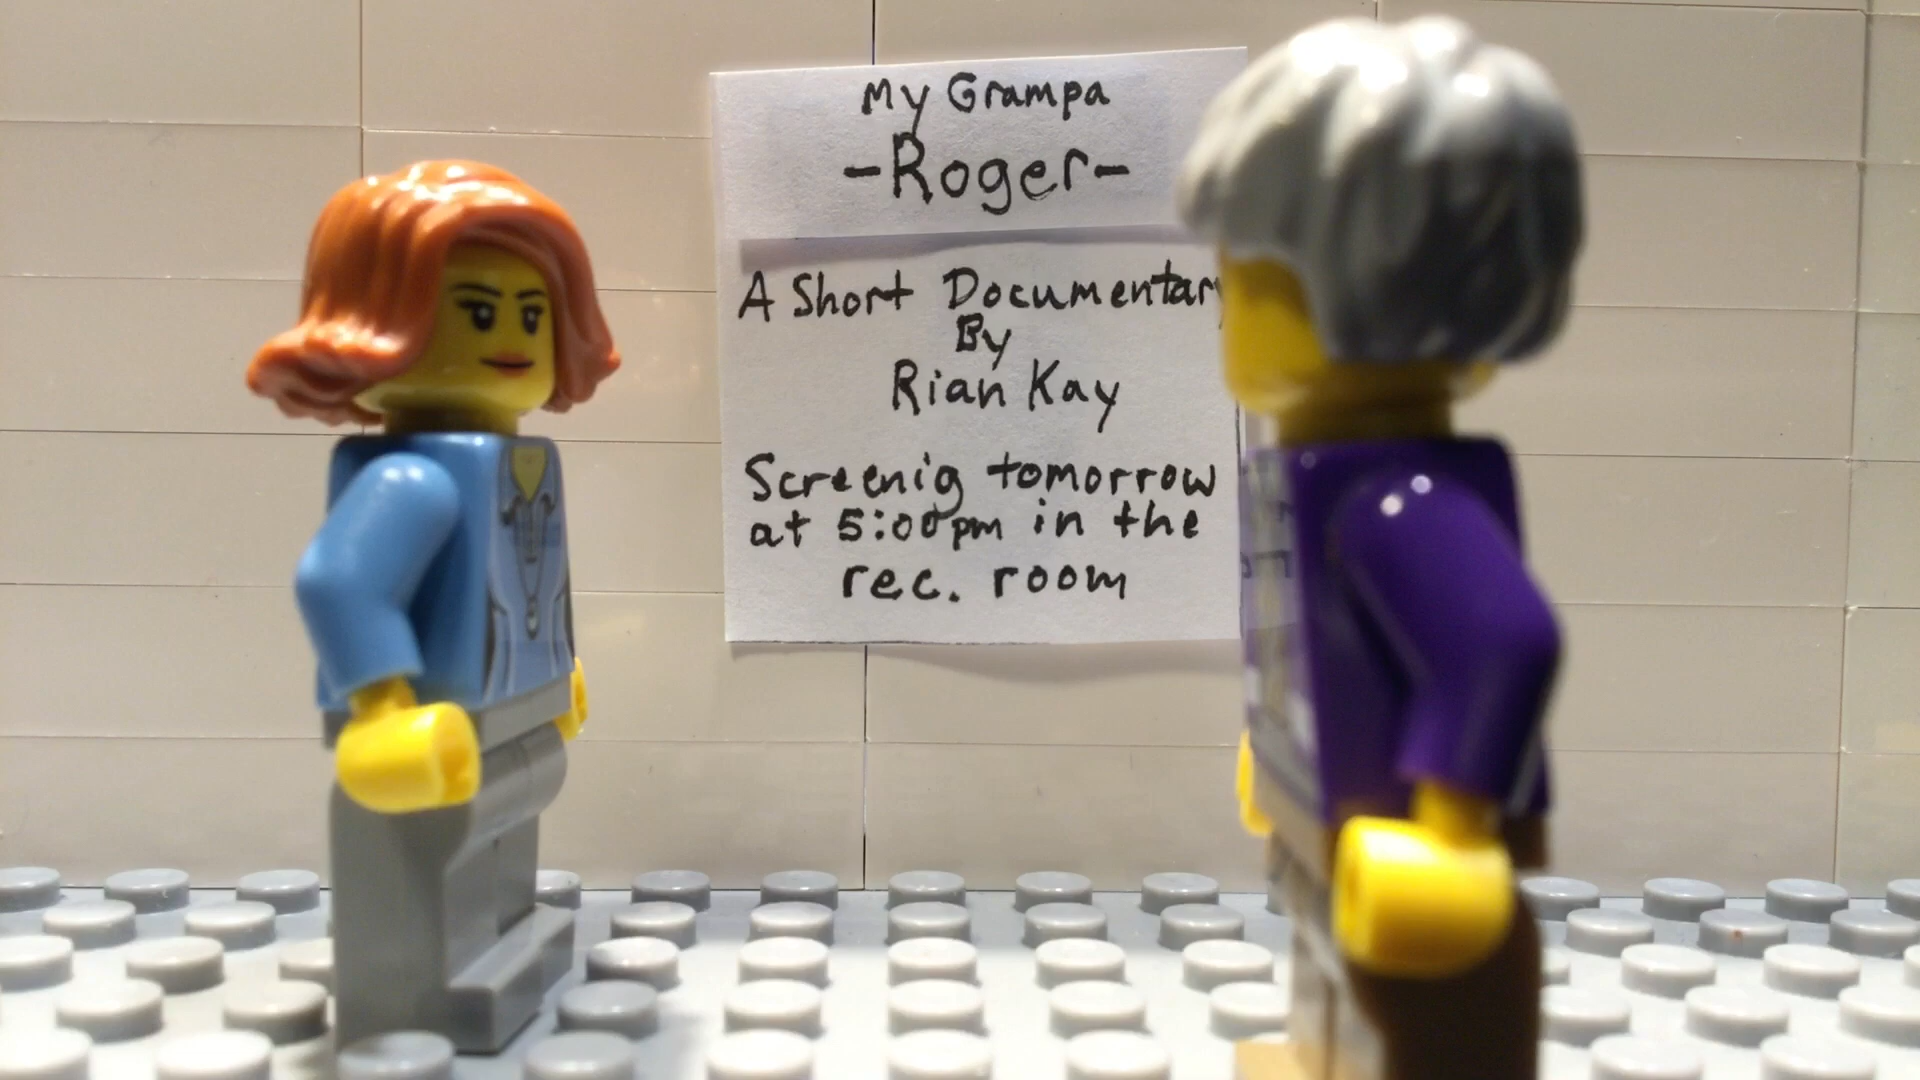 My Grampa
-Roger-
A Short Documentary
By
Rian Kay
Screenig tomorrow
at 5:00pm in the
rec. room